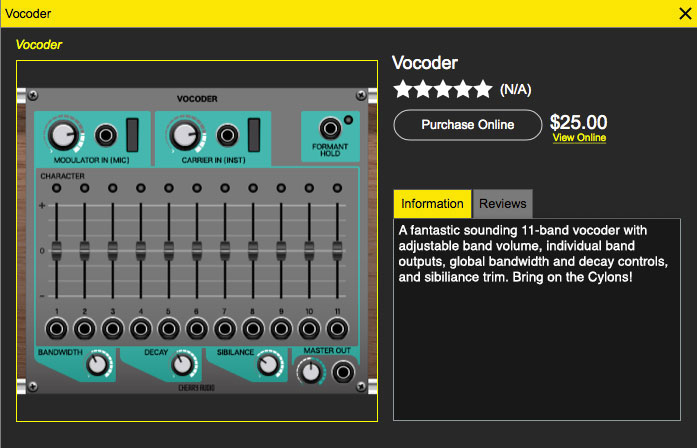 Vocoder
Vocoder
VOCODER
MODULATOR IN (MIC)
CARRIER IN (INST)
FORMANT
HOLD
CHARACTER
+
0
–
1 2 3 4 5 6 7 8 9 10 11
BANDWIDTH
DECAY
SIBILANCE
MASTER OUT
CHERRY AUDIO
Vocoder
(N/A)
Purchase Online
$25.00
View Online
Information
Reviews
A fantastic sounding 11-band vocoder with
adjustable band volume, individual band
outputs, global bandwidth and decay controls,
and sibiliance trim. Bring on the Cylons!